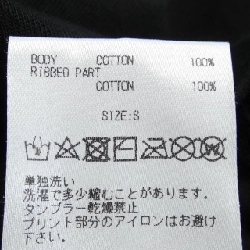 BODY COTTON 100%
RIBBED PART
COTTON 100%
SIZE:S
単独洗い
洗濯で多少縮むことがあります。
タンブラー乾燥禁止
プリント部分のアイロンはお避け
下さい。